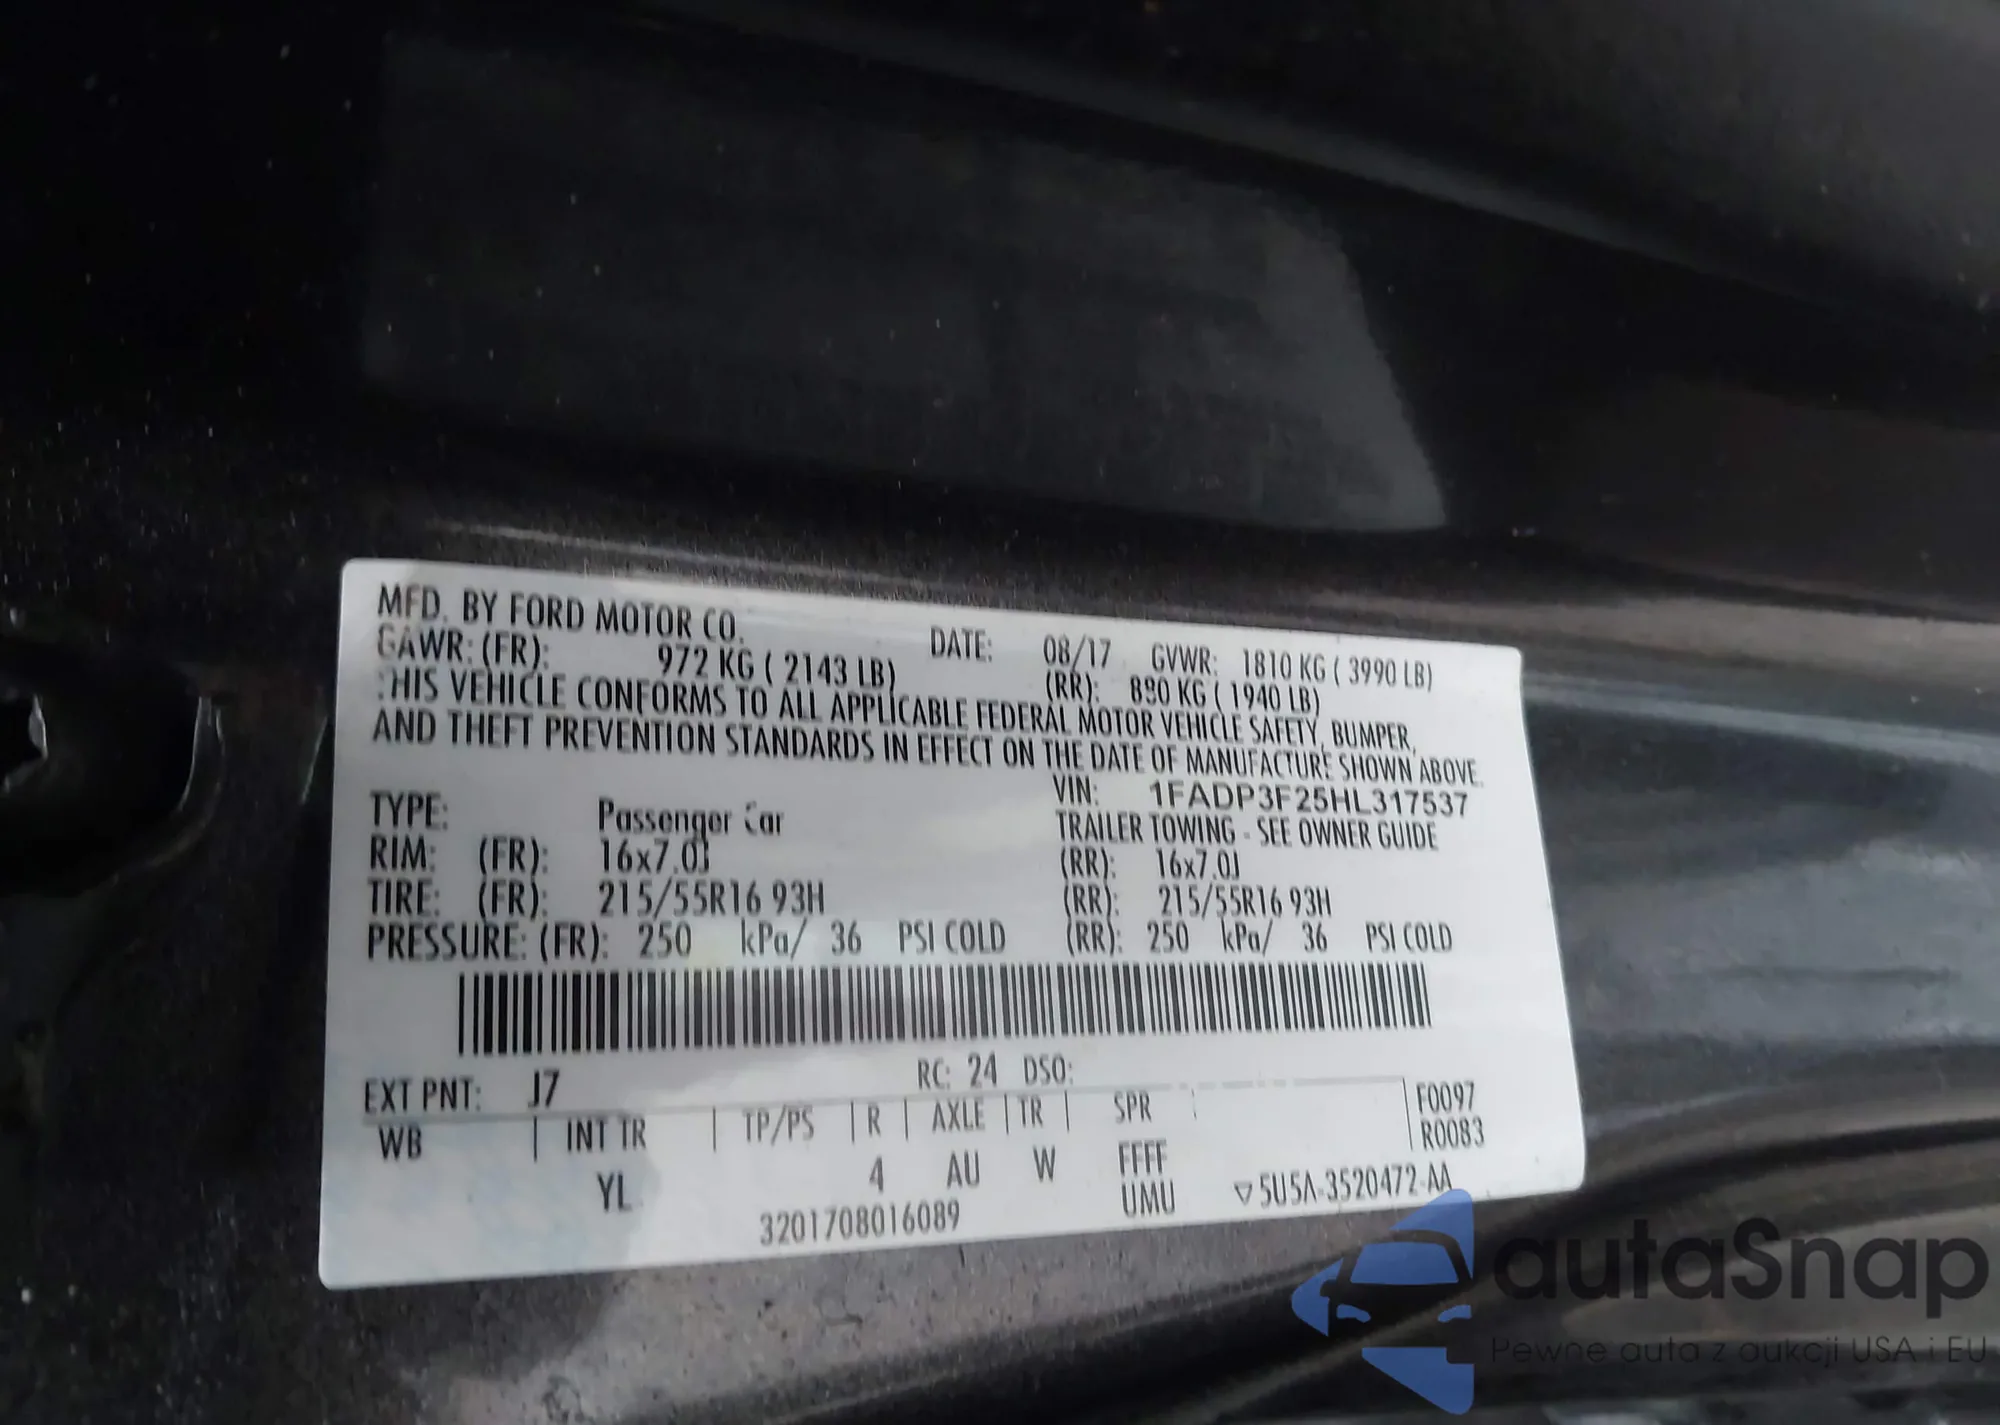 MFD. BY FORD MOTOR CO.
DATE: 08/17 GVWR: 1810 KG ( 3990 LB)
GAWR: (FR): 972 KG ( 2143 LB) (RR): 880 KG ( 1940 LB)
THIS VEHICLE CONFORMS TO ALL APPLICABLE FEDERAL MOTOR VEHICLE SAFETY, BUMPER,
AND THEFT PREVENTION STANDARDS IN EFFECT ON THE DATE OF MANUFACTURE SHOWN ABOVE.
VIN: 1FADP3F25HL317537
TYPE: Passenger Car TRAILER TOWING - SEE OWNER GUIDE
RIM: (FR): 16x7.0J (RR): 16x7.0J
TIRE: (FR): 215/55R16 93H (RR): 215/55R16 93H
PRESSURE: (FR): 250 kPa/ 36 PSI COLD (RR): 250 kPa/ 36 PSI COLD
EXT PNT: J7 RC: 24 DSO:
WB | INT TR | TP/PS | R | AXLE | TR | SPR F0097
R0083
YL 4 AU W FFFF
UMU
3201708016089 ▽5U5A-3520472-AA
autaSnap
Pewne auta z aukcji USA i EU